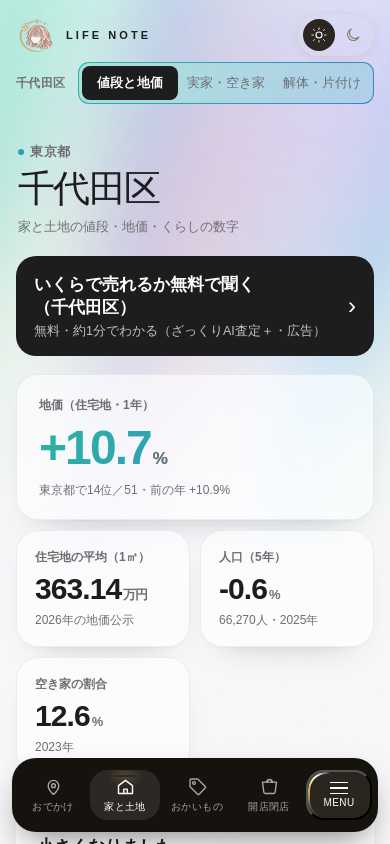 LIFE NOTE
千代田区 値段と地価 実家・空き家 解体・片付け
東京都
千代田区
家と土地の値段・地価・くらしの数字
いくらで売れるか無料で聞く
（千代田区）
無料・約1分でわかる（ざっくりAI査定＋・広告）
›
地価（住宅地・1年）
+10.7%
東京都で14位／51・前の年 +10.9%
住宅地の平均（1㎡）
363.14万円
2026年の地価公示
人口（5年）
-0.6%
66,270人・2025年
空き家の割合
12.6%
2023年
おでかけ 家と土地 おかいもの 開店閉店 MENU